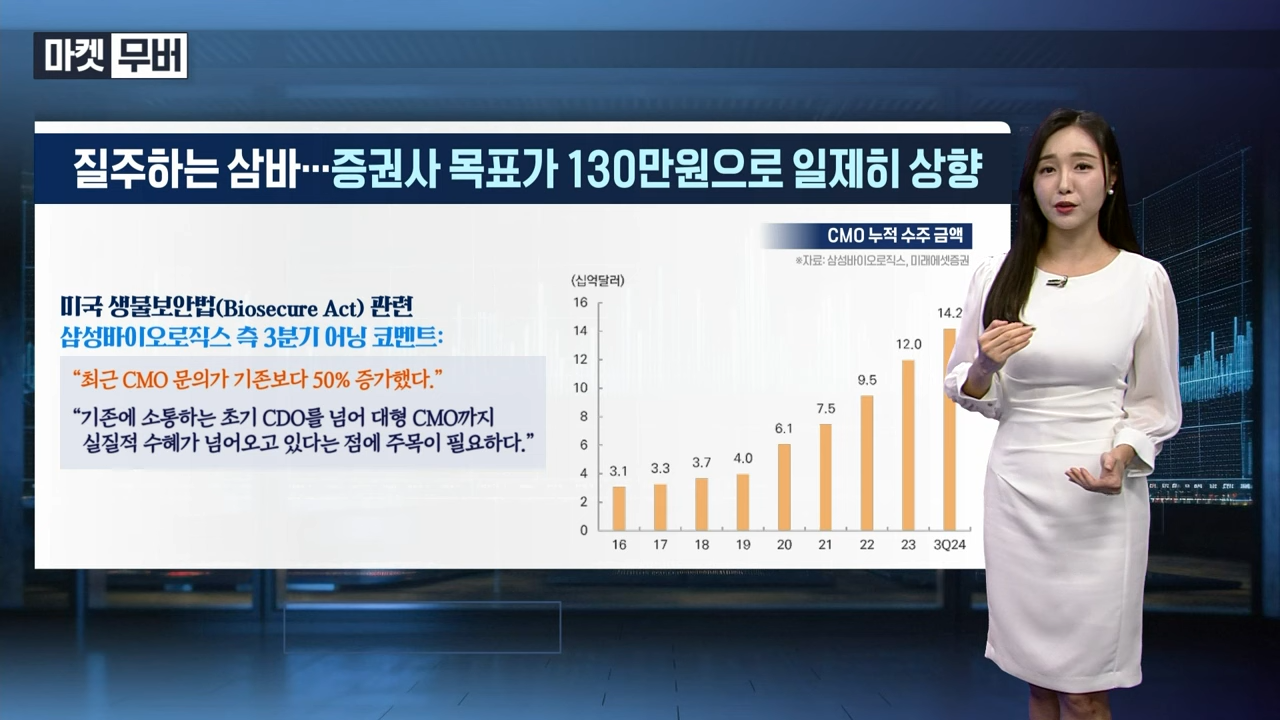 마켓 무버
질주하는 삼바…증권사 목표가 130만원으로 일제히 상향
CMO 누적 수주 금액
※자료: 삼성바이오로직스, 미래에셋증권
미국 생물보안법(Biosecure Act) 관련
삼성바이오로직스 측 3분기 어닝 코멘트:
“최근 CMO 문의가 기존보다 50% 증가했다.”
“기존에 소통하는 초기 CDO를 넘어 대형 CMO까지
실질적 수혜가 넘어오고 있다는 점에 주목이 필요하다.”
(십억달러)
16
14
12
10
8
6
4
2
0
3.1 3.3 3.7 4.0 6.1 7.5 9.5 12.0 14.2
16 17 18 19 20 21 22 23 3Q24